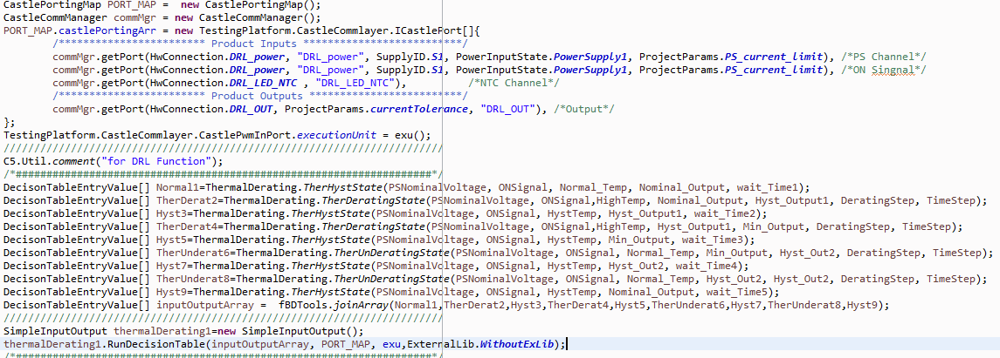 CastlePortingMap PORT_MAP =  new CastlePortingMap();
CastleCommManager commMgr = new CastleCommManager();
PORT_MAP.castlePortingArr = new TestingPlatform.CastleCommlayer.ICastlePort[]{
/************************ Product Inputs **************************/
commMgr.getPort(HwConnection.DRL_power, "DRL_power", SupplyID.S1, PowerInputState.PowerSupply1, ProjectParams.PS_current_limit), /*PS Channel*/
commMgr.getPort(HwConnection.DRL_power, "DRL_power", SupplyID.S1, PowerInputState.PowerSupply1, ProjectParams.PS_current_limit), /*ON Singnal*/
commMgr.getPort(HwConnection.DRL_LED_NTC , "DRL_LED_NTC"),          /*NTC Channel*/
/************************ Product Outputs *************************/
commMgr.getPort(HwConnection.DRL_OUT, ProjectParams.currentTolerance, "DRL_OUT"), /*Output*/
};
TestingPlatform.CastleCommlayer.CastlePwmInPort.executionUnit = exu();
////////////////////////////////////////////////////////////////////////
C5.Util.comment("for DRL Function");
/*####################################################################*/
DecisonTableEntryValue[] Normal1=ThermalDerating.TherHystState(PSNominalVoltage, ONSignal, Normal_Temp, Nominal_Output, wait_Time1);
DecisonTableEntryValue[] TherDerat2=ThermalDerating.TherDeratingState(PSNominalVoltage, ONSignal,HighTemp, Nominal_Output, Hyst_Output1, DeratingStep, TimeStep);
DecisonTableEntryValue[] Hyst3=ThermalDerating.TherHystState(PSNominalVoltage, ONSignal, HystTemp, Hyst_Output1, wait_Time2);
DecisonTableEntryValue[] TherDerat4=ThermalDerating.TherDeratingState(PSNominalVoltage, ONSignal,HighTemp, Hyst_Output1, Min_Output, DeratingStep, TimeStep);
DecisonTableEntryValue[] Hyst5=ThermalDerating.TherHystState(PSNominalVoltage, ONSignal, HystTemp, Min_Output, wait_Time3);
DecisonTableEntryValue[] TherUnderat6=ThermalDerating.TherUnDeratingState(PSNominalVoltage, ONSignal, Normal_Temp, Min_Output, Hyst_Out2, DeratingStep, TimeStep);
DecisonTableEntryValue[] Hyst7=ThermalDerating.TherHystState(PSNominalVoltage, ONSignal, HystTemp, Hyst_Out2, wait_Time4);
DecisonTableEntryValue[] TherUnderat8=ThermalDerating.TherUnDeratingState(PSNominalVoltage, ONSignal, Normal_Temp, Hyst_Out2, Hyst_Out2, DeratingStep, TimeStep);
DecisonTableEntryValue[] Hyst9=ThermalDerating.TherHystState(PSNominalVoltage, ONSignal, HystTemp, Nominal_Output, wait_Time5);
DecisonTableEntryValue[] inputOutputArray =  fBDTools.joinArray(Normal1,TherDerat2,Hyst3,TherDerat4,Hyst5,TherUnderat6,Hyst7,TherUnderat8,Hyst9);
////////////////////////////////////////////////////////////////////////
SimpleInputOutput thermalDerating1=new SimpleInputOutput();
thermalDerating1.RunDecisionTable(inputOutputArray, PORT_MAP, exu,ExternalLib.WithoutExLib);
/*####################################################################*/